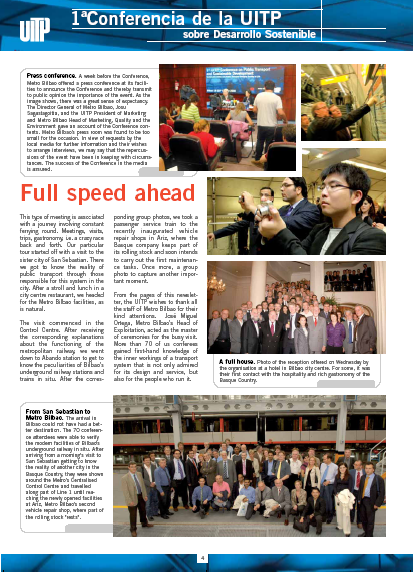 UITP
1ªConferencia de la UITP
sobre Desarrollo Sostenible
Press conference. A week before the Conference,
Metro Bilbao offered a press conference at its facili-
ties to announce the Conference and thereby transmit
to public opinion the importance of the event. As the
image shows, there was a great sense of expectancy.
The Director General of Metro Bilbao, Josu
Sagastagoitia, and the UITP President of Marketing
and Metro Bilbao Head of Marketing, Quality and the
Environment gave an account of the Conference con-
tents. Metro Bilbao's press room was found to be too
small for the occasion. In view of requests by the
local media for further information and their wishes
to arrange interviews, we may say that the repercus-
sions of the event have been in keeping with circums-
tances. The success of the Conference in the media
is assured.
Full speed ahead
This type of meeting is associated
with a journey involving constant
ferrying round. Meetings, visits,
trips, gastronomy, i.e. a crazy race
back and forth. Our particular
tour started off with a visit to the
sister city of San Sebastian. There
we got to know the reality of
public transport through those
responsible for this system in the
city. After a stroll and lunch in a
city centre restaurant, we headed
for the Metro Bilbao facilities, as
is natural.
The visit commenced in the
Control Centre. After receiving
the corresponding explanations
about the functioning of the
metropolitan railway, we went
down to Abando station to get to
know the peculiarities of Bilbao's
underground railway stations and
trains in situ. After the corres-
ponding group photos, we took a
passenger service train to the
recently inaugurated vehicle
repair shops in Ariz, where the
Basque company keeps part of
its rolling stock and soon intends
to carry out the first maintenan-
ce tasks. Once more, a group
photo to capture another impor-
tant moment.
From the pages of this newslet-
ter, the UITP wishes to thank all
the staff of Metro Bilbao for their
kind attentions. José Miguel
Ortega, Metro Bilbao's Head of
Exploitation, acted as the master
of ceremonies for the busy visit.
More than 70 of us conferees
gained first-hand knowledge of
the inner workings of a transport
system that is not only admired
for its design and service, but
also for the people who run it.
A full house. Photo of the reception offered on Wednesday by
the organisation at a hotel in Bilbao city centre. For some, it was
their first contact with the hospitality and rich gastronomy of the
Basque Country.
From San Sebastian to
Metro Bilbao. The arrival in
Bilbao could not have had a bet-
ter destination. The 70 conferen-
ce attendees were able to verify
the modern facilities of Bilbao's
underground railway in situ. After
arriving from a morning's visit to
San Sebastian getting to know
the reality of another city in the
Basque Country, they were shown
around the Metro's Centralised
Control Centre and travelled
along part of Line 1 until rea-
ching the newly opened facilities
at Ariz, Metro Bilbao's second
vehicle repair shop, where part of
the rolling stock 'rests'.
4